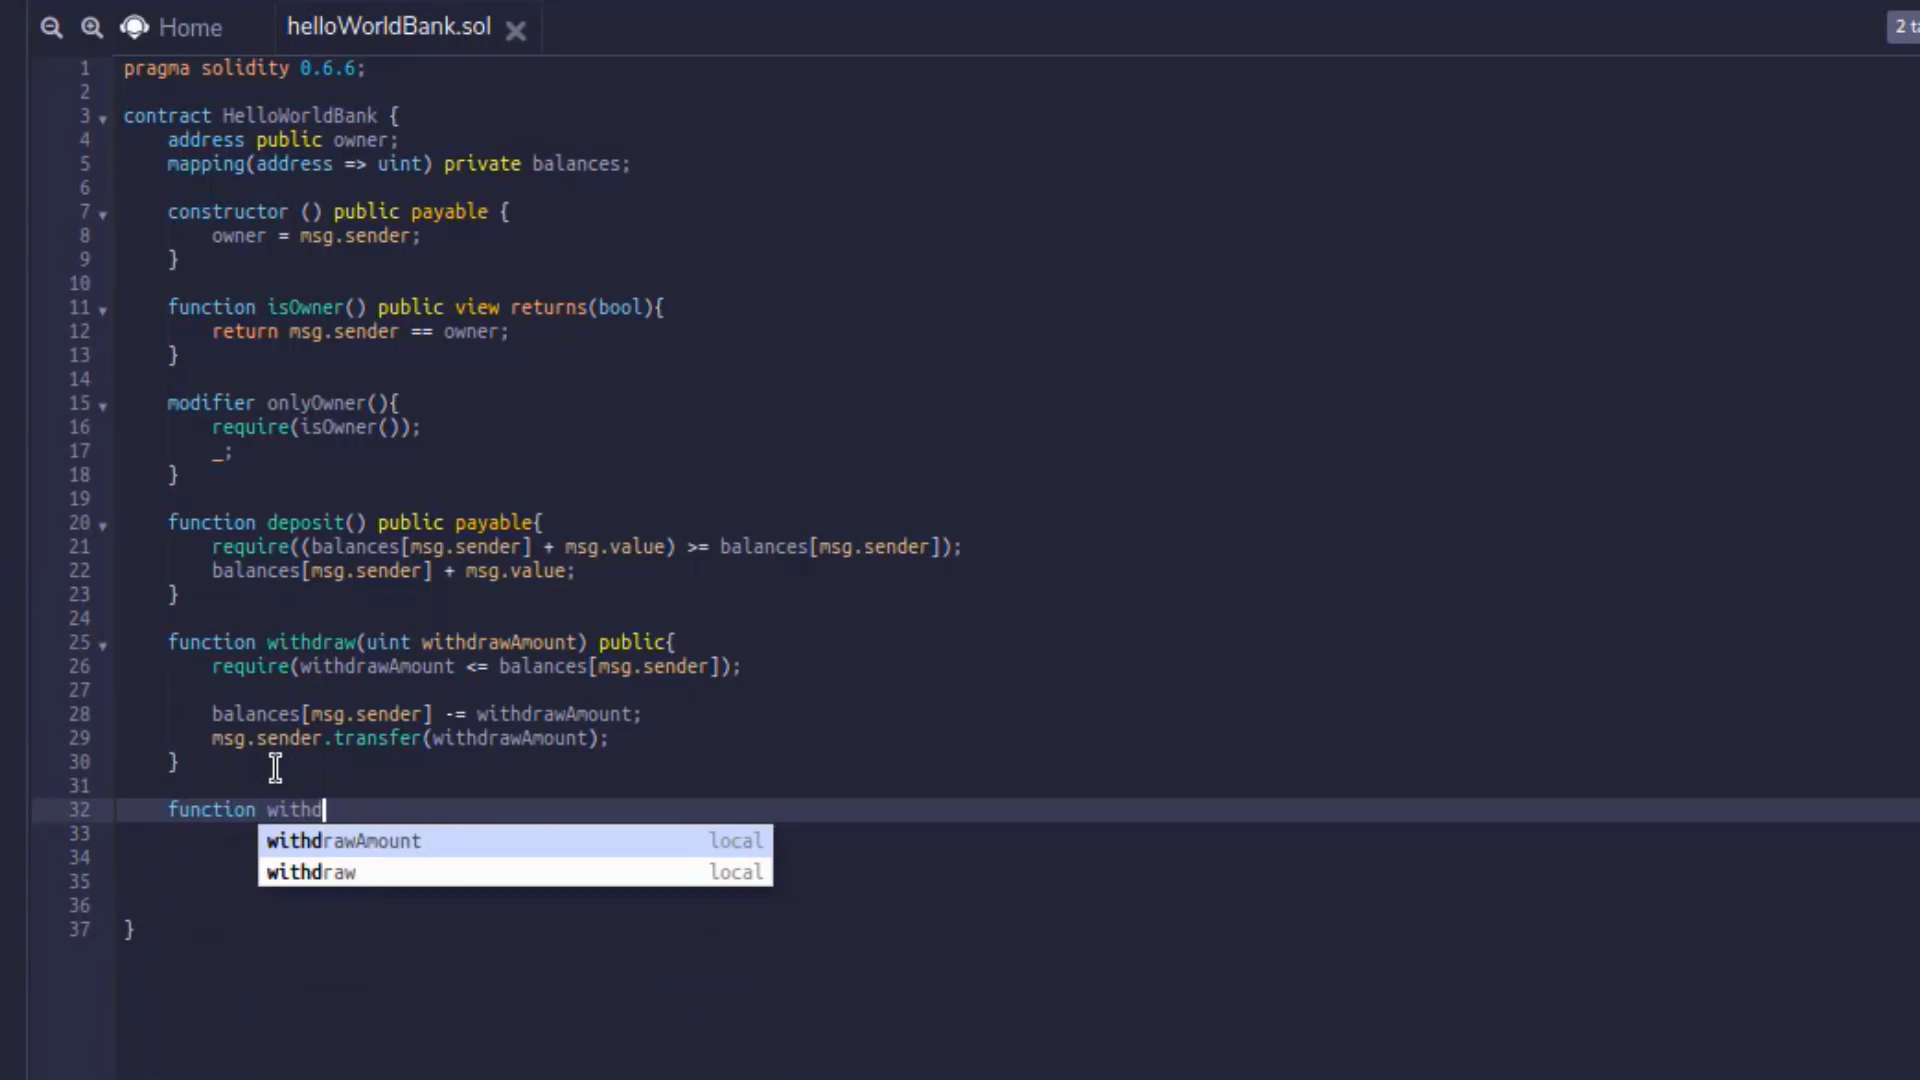 Home helloWorldBank.sol
1 pragma solidity 0.6.6;
2
3 contract HelloWorldBank {
4 address public owner;
5 mapping(address => uint) private balances;
6
7 constructor () public payable {
8 owner = msg.sender;
9 }
10
11 function isOwner() public view returns(bool){
12 return msg.sender == owner;
13 }
14
15 modifier onlyOwner(){
16 require(isOwner());
17 _;
18 }
19
20 function deposit() public payable{
21 require((balances[msg.sender] + msg.value) >= balances[msg.sender]);
22 balances[msg.sender] + msg.value;
23 }
24
25 function withdraw(uint withdrawAmount) public{
26 require(withdrawAmount <= balances[msg.sender]);
27
28 balances[msg.sender] -= withdrawAmount;
29 msg.sender.transfer(withdrawAmount);
30 }
31
32 function withd
33 withdrawAmount local
34
35 withdraw local
36
37 }